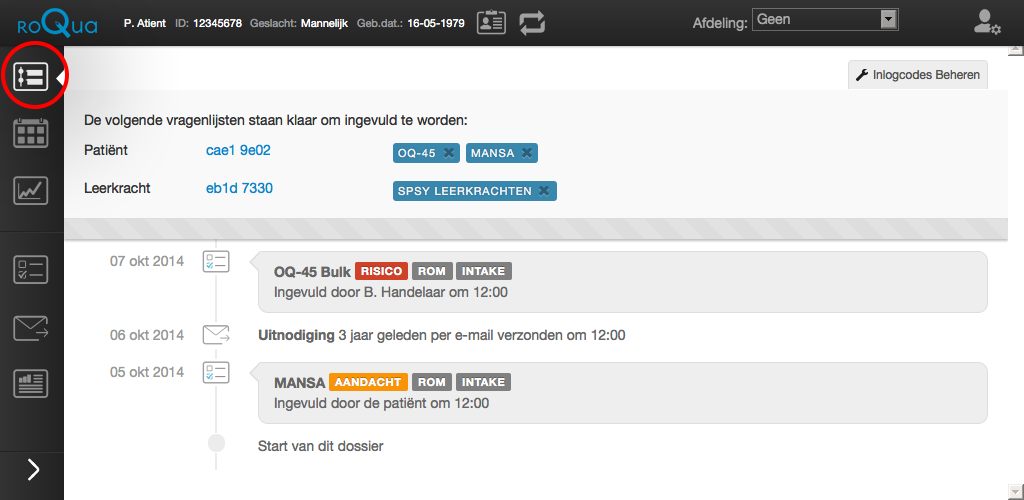 roQua P. Atient ID: 12345678 Geslacht: Mannelijk Geb.dat.: 16-05-1979 Afdeling: Geen
Inlogcodes Beheren
De volgende vragenlijsten staan klaar om ingevuld te worden:
Patiënt cae1 9e02 OQ-45 MANSA
Leerkracht eb1d 7330 SPSY LEERKRACHTEN
07 okt 2014 OQ-45 Bulk RISICO ROM INTAKE
Ingevuld door B. Handelaar om 12:00
06 okt 2014 Uitnodiging 3 jaar geleden per e-mail verzonden om 12:00
05 okt 2014 MANSA AANDACHT ROM INTAKE
Ingevuld door de patiënt om 12:00
Start van dit dossier